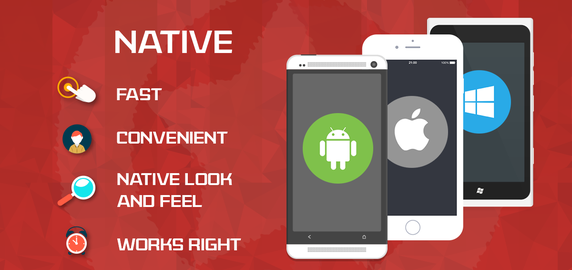 NATIVE
FAST
CONVENIENT
NATIVE LOOK
AND FEEL
WORKS RIGHT